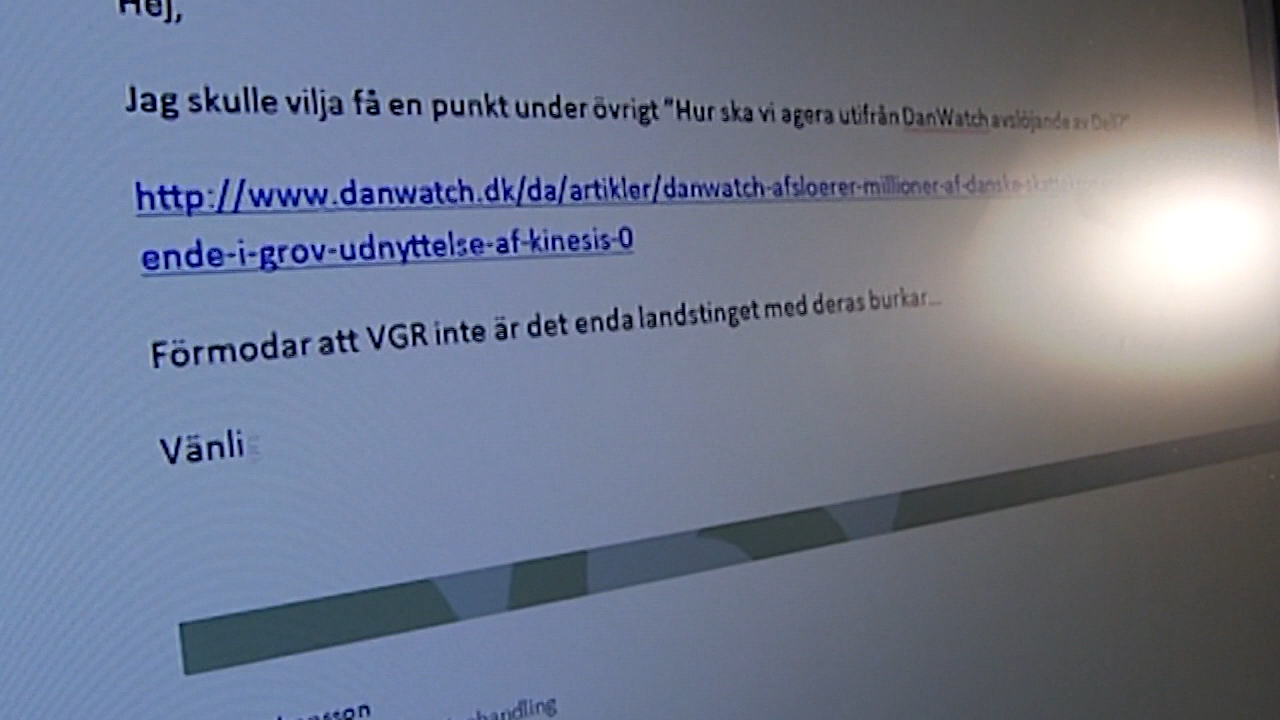 Hej,
Jag skulle vilja få en punkt under övrigt "Hur ska vi agera utifrån DanWatch avslöjande av Dell?"
http://www.danwatch.dk/da/artikler/danwatch-afsloerer-millioner-af-danske-
ende-i-grov-udnyttelse-af-kinesis-0
Förmodar att VGR inte är det enda landstinget med deras burkar...
Vänli